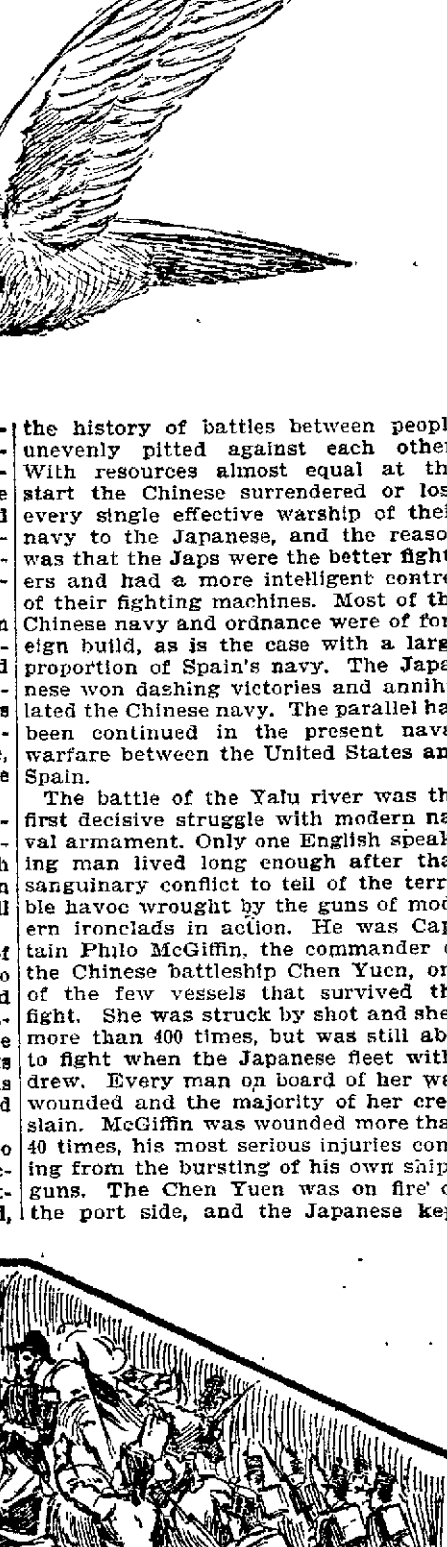 the history of battles between peopl
unevenly pitted against each othe
With resources almost equal at th
start the Chinese surrendered or los
every single effective warship of thei
navy to the Japanese, and the reaso
was that the Japs were the better fight
ers and had a more intelligent contr
of their fighting machines. Most of th
Chinese navy and ordnance were of for
eign build, as is the case with a larg
proportion of Spain's navy. The Japa
nese won dashing victories and annihi
lated the Chinese navy. The parallel ha
been continued in the present nava
warfare between the United States an
Spain.
The battle of the Yalu river was th
first decisive struggle with modern na
val armament. Only one English speak
ing man lived long enough after tha
sanguinary conflict to tell of the terri
ble havoc wrought by the guns of mod
ern ironclads in action. He was Cap
tain Philo McGiffin, the commander o
the Chinese battleship Chen Yuen, on
of the few vessels that survived th
fight. She was struck by shot and she
more than 400 times, but was still ab
to fight when the Japanese fleet with
drew. Every man on board of her wa
wounded and the majority of her cre
slain. McGiffin was wounded more tha
40 times, his most serious injuries com
ing from the bursting of his own ship
guns. The Chen Yuen was on fire o
the port side, and the Japanese kep